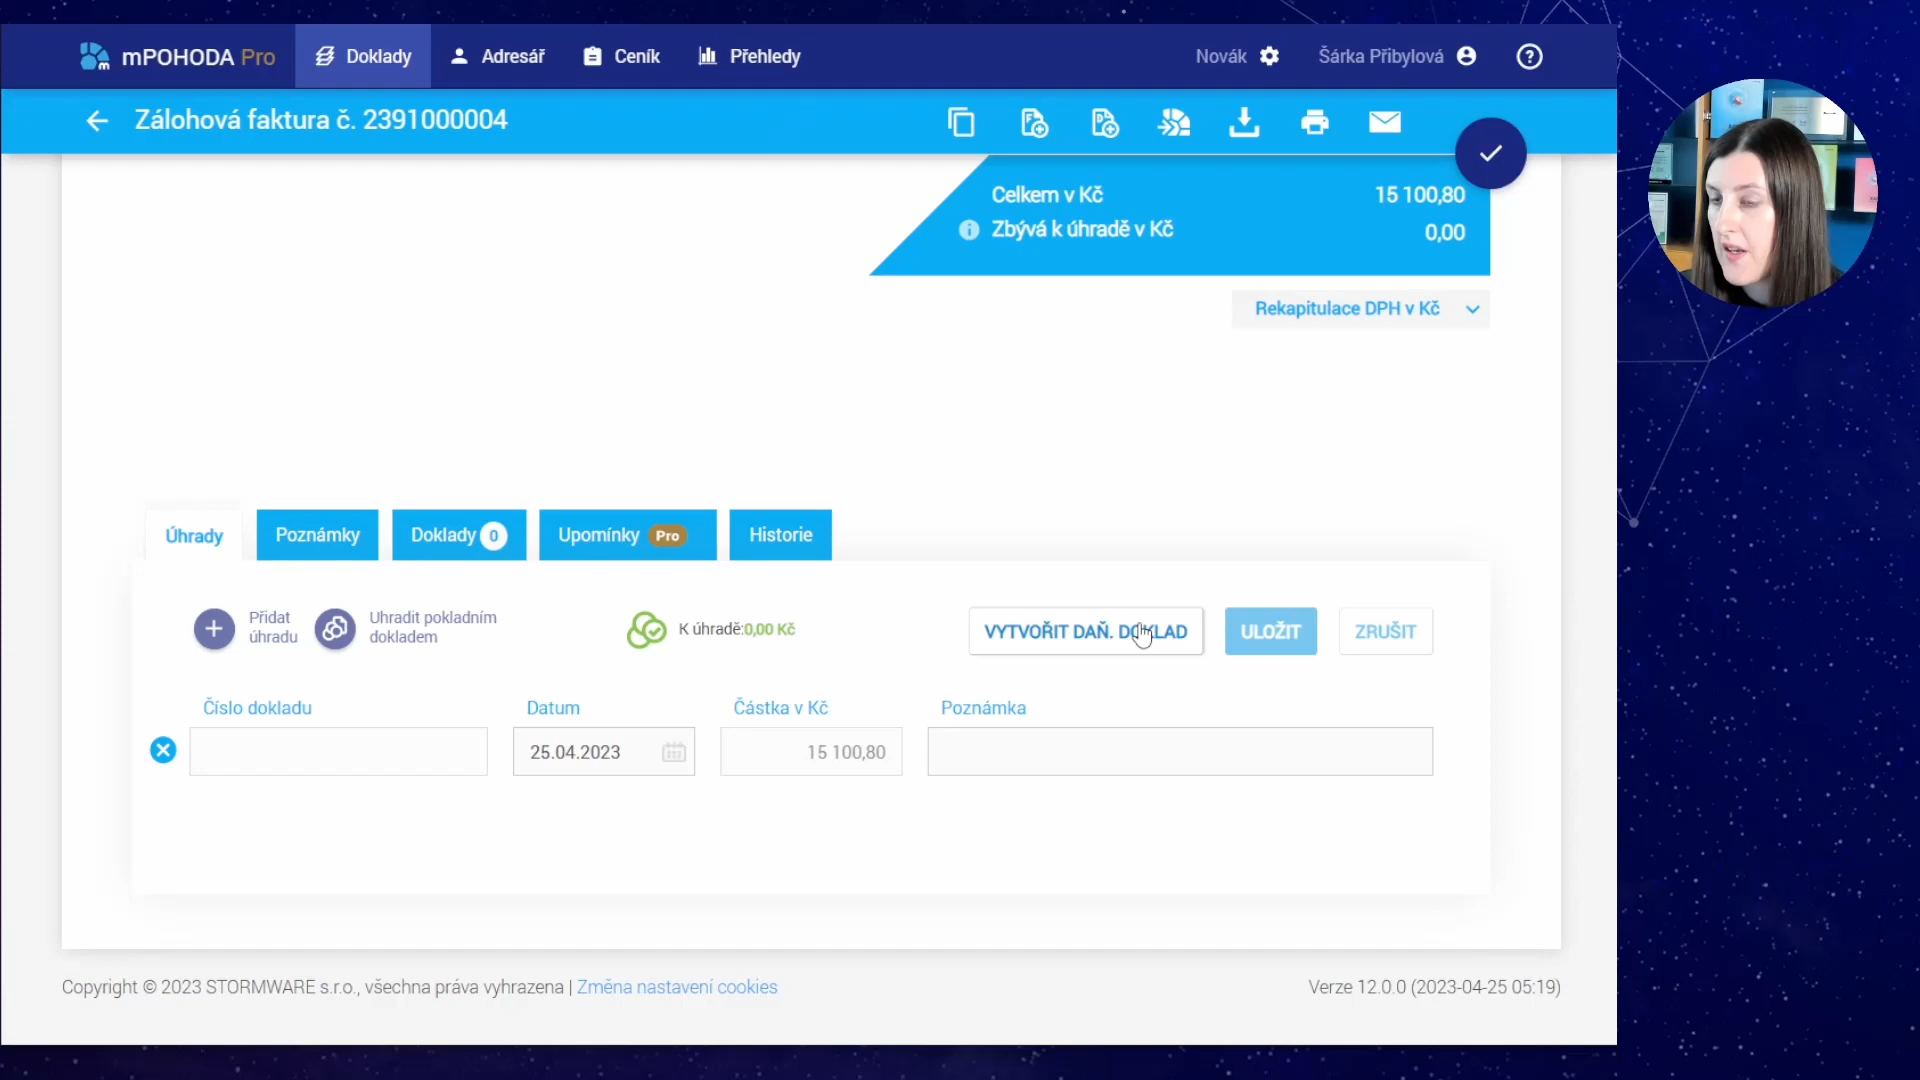 mPOHODA Pro
Doklady
Adresář
Ceník
Přehledy
Novák
Šárka Přibylová
Zálohová faktura č. 2391000004
Celkem v Kč 15 100,80
Zbývá k úhradě v Kč 0,00
Rekapitulace DPH v Kč
Úhrady
Poznámky
Doklady 0
Upomínky Pro
Historie
Přidat úhradu
Uhradit pokladním dokladem
K úhradě:0,00 Kč
VYTVOŘIT DAŇ. DOKLAD
ULOŽIT
ZRUŠIT
Číslo dokladu
Datum
Částka v Kč
Poznámka
25.04.2023
15 100,80
Copyright © 2023 STORMWARE s.r.o., všechna práva vyhrazena | Změna nastavení cookies
Verze 12.0.0 (2023-04-25 05:19)